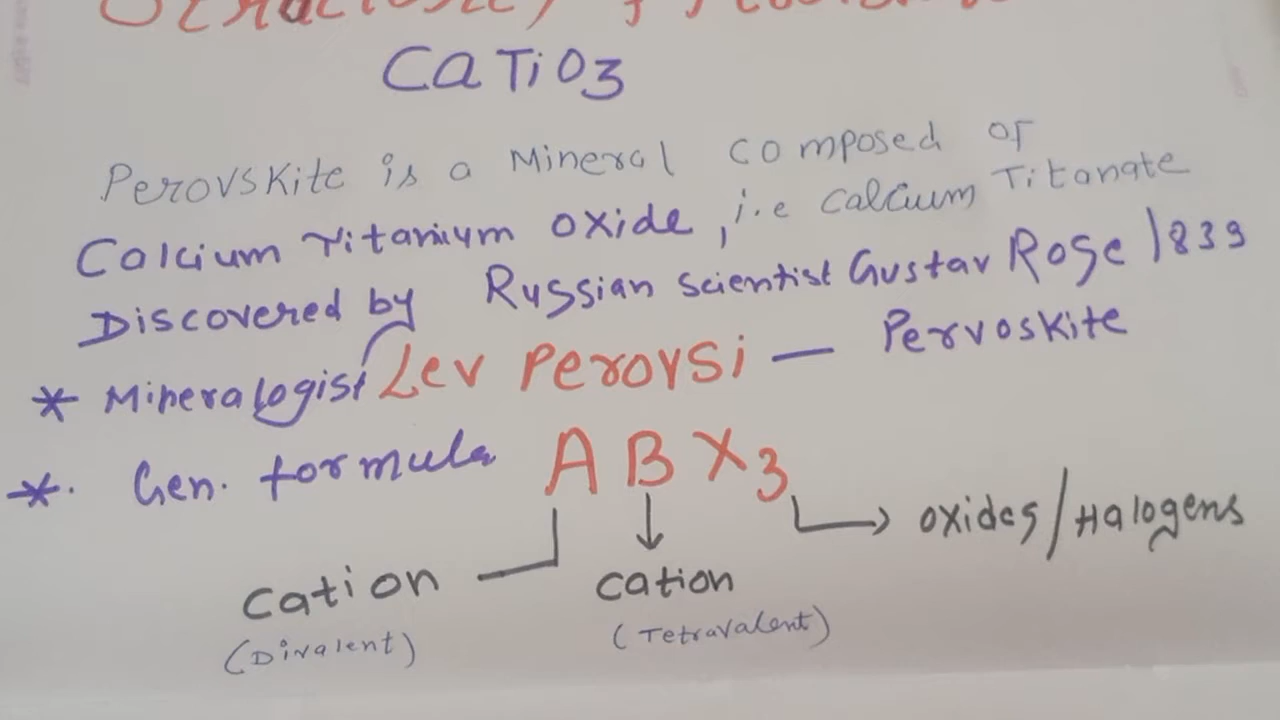 CaTiO3
Perovskite is a Mineral composed of
Calcium Titanium oxide, i.e Calcium Titanate
Discovered by Russian scientist Gustav Rose 1839
* Mineralogist Lev Perovsi — Pervoskite
*. Gen. formula ABX3
oxides/Halogens
Cation cation
(Divalent) (Tetravalent)